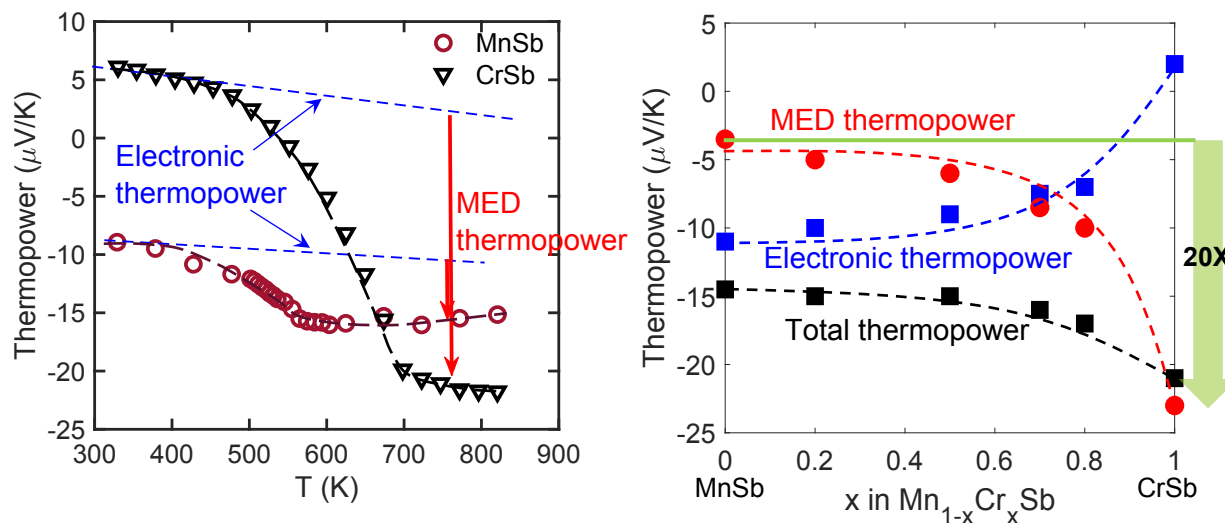 10
5
0
-5
-10
-15
-20
-25
Thermopower (μV/K)
MnSb
CrSb
Electronic
thermopower
MED
thermopower
300 400 500 600 700 800 900
T (K)
0
-5
-10
-15
-20
-25
Thermopower (μV/K)
MED thermopower
Electronic thermopower
Total thermopower
20X
0 0.2 0.4 0.6 0.8 1
MnSb x in Mn1-xCrxSb CrSb